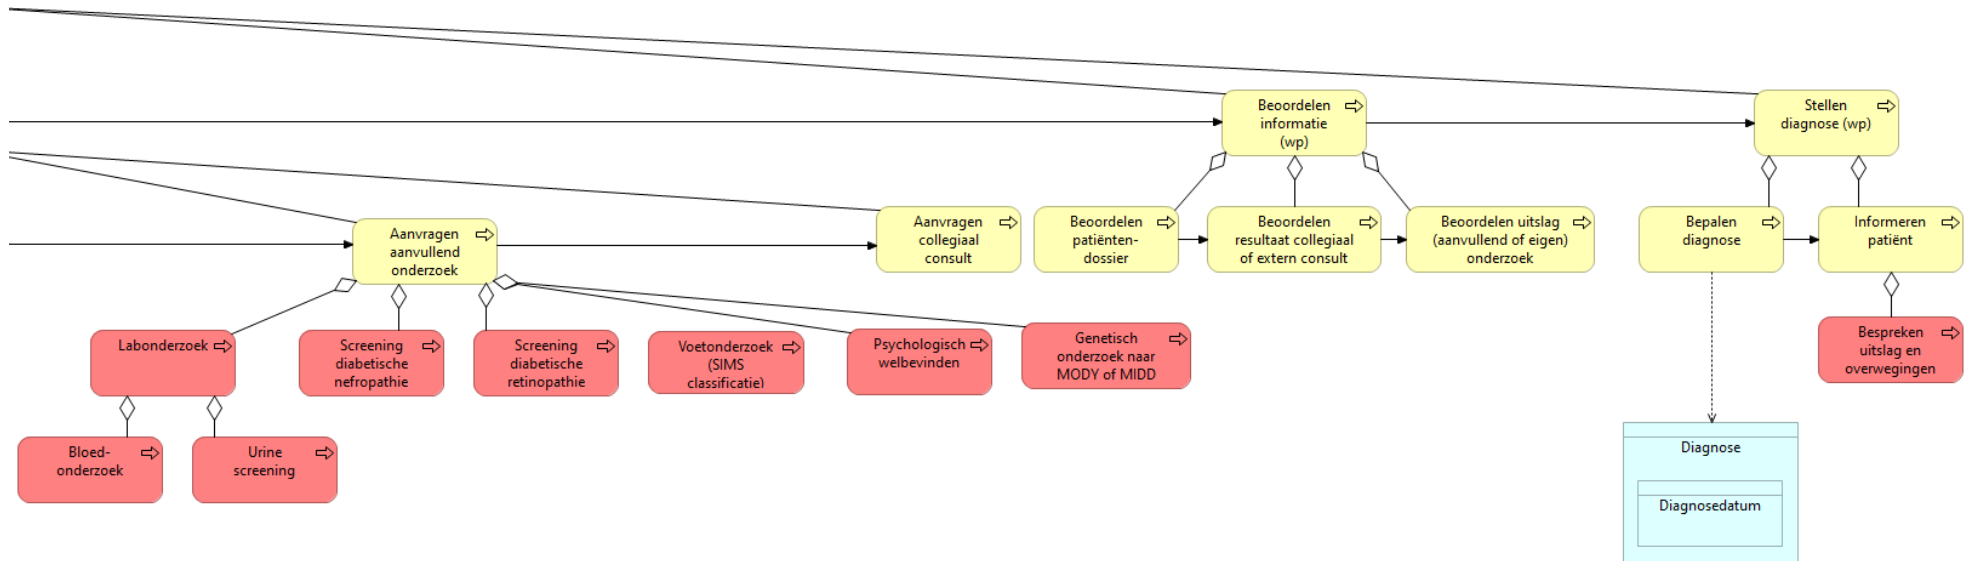 Beoordelen
informatie
(wp)
Stellen
diagnose (wp)
Aanvragen
aanvullend
onderzoek
Aanvragen
collegiaal
consult
Beoordelen
patiënten-
dossier
Beoordelen
resultaat collegiaal
of extern consult
Beoordelen uitslag
(aanvullend of eigen)
onderzoek
Bepalen
diagnose
Informeren
patiënt
Labonderzoek
Screening
diabetische
nefropathie
Screening
diabetische
retinopathie
Voetonderzoek
(SIMS
classificatie)
Psychologisch
welbevinden
Genetisch
onderzoek naar
MODY of MIDD
Bespreken
uitslag en
overwegingen
Bloed-
onderzoek
Urine
screening
Diagnose
Diagnosedatum